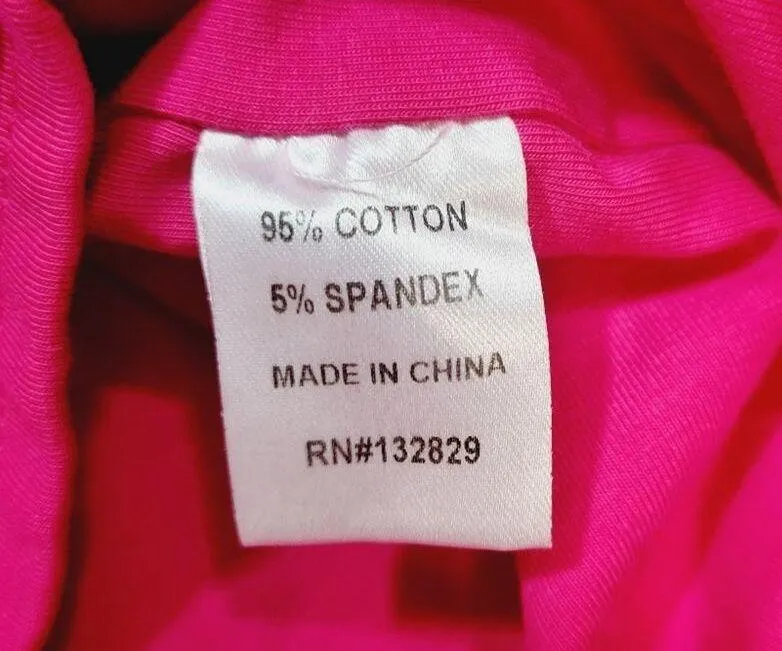 95% COTTON
5% SPANDEX
MADE IN CHINA
RN#132829